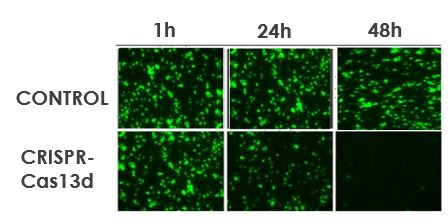 1h 24h 48h
CONTROL
CRISPR-
Cas13d